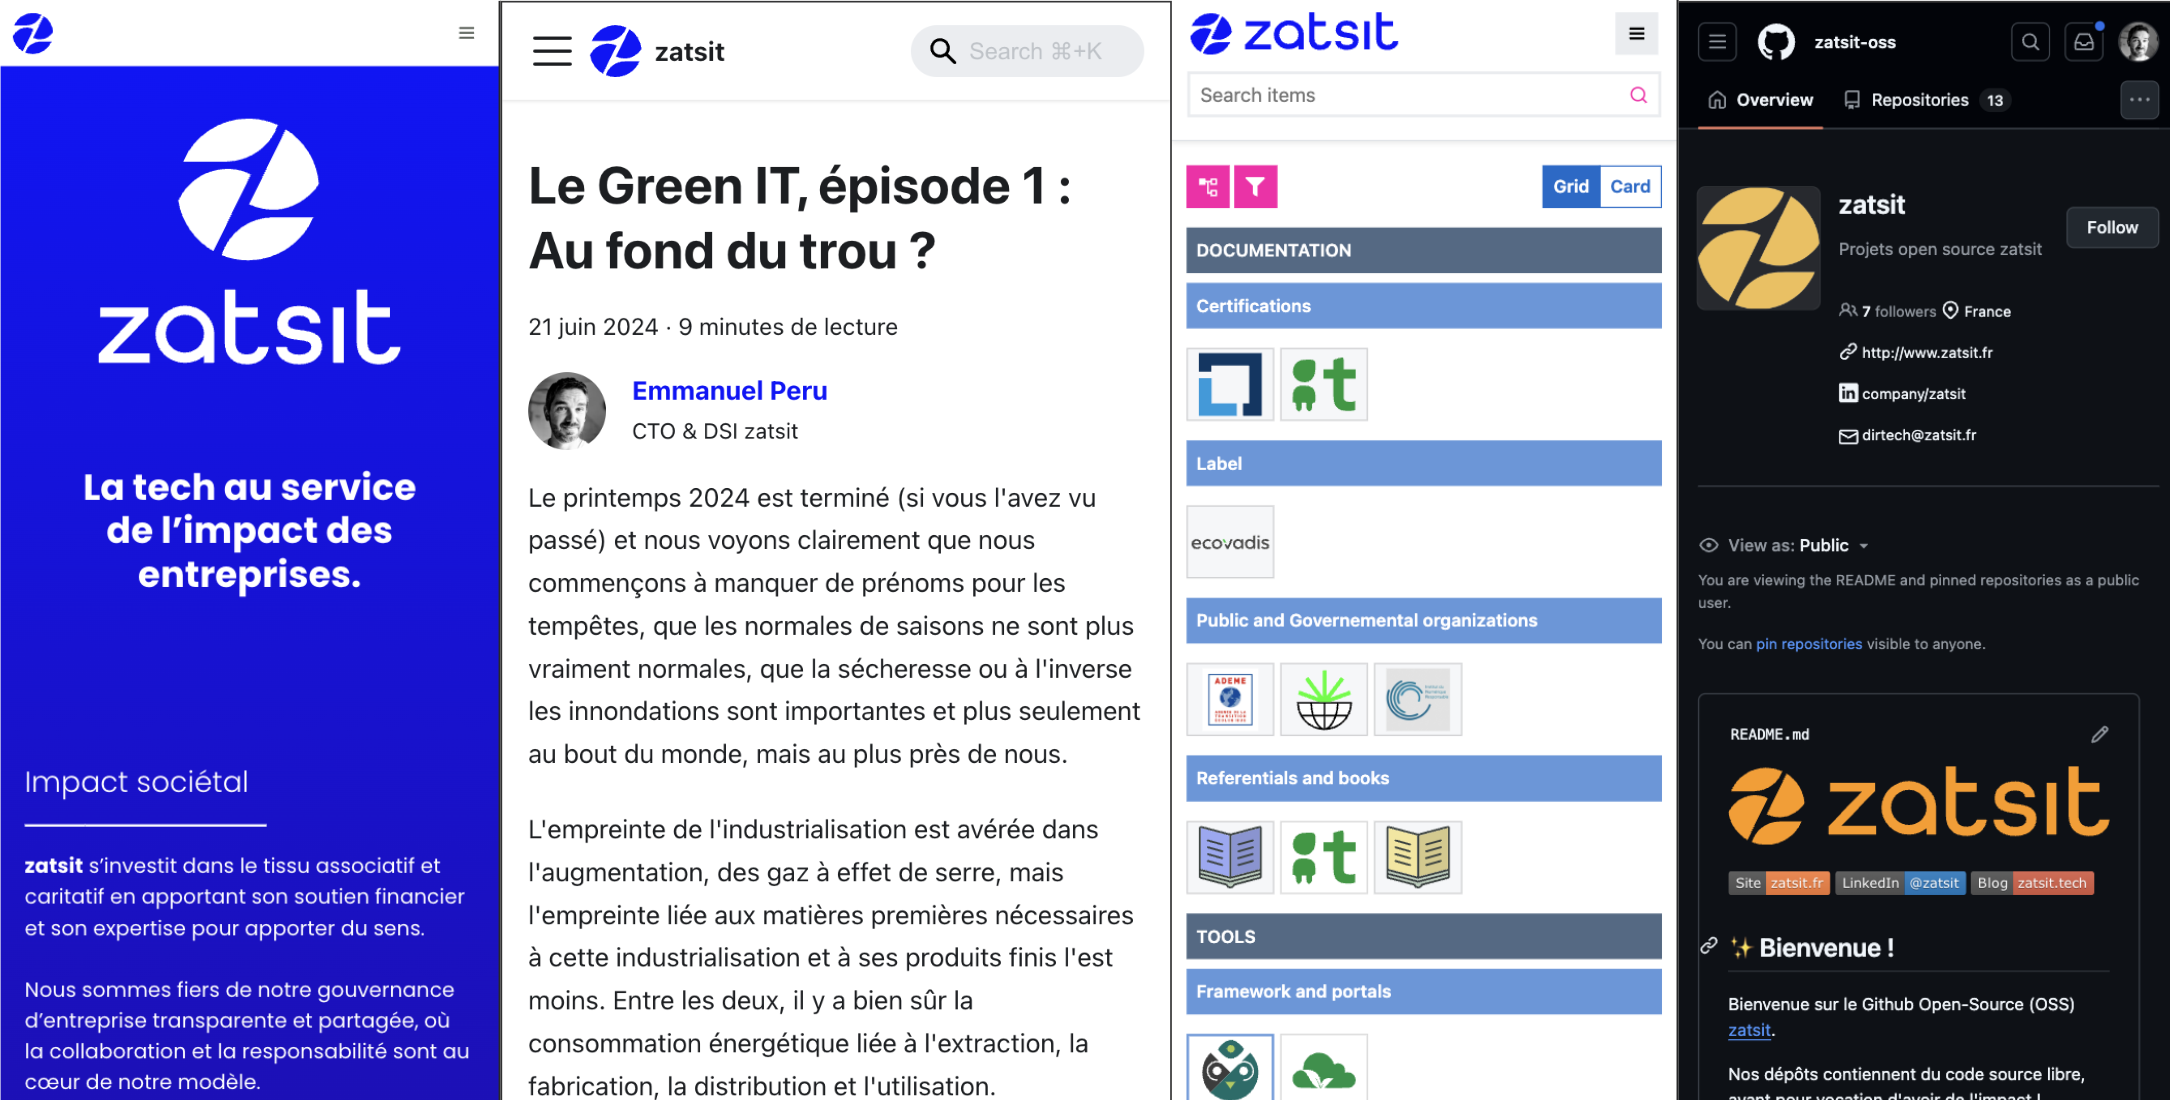 zatsit
La tech au service
de l’impact des
entreprises.
Impact sociétal
zatsit s’investit dans le tissu associatif et
caritatif en apportant son soutien financier
et son expertise pour apporter du sens.
Nous sommes fiers de notre gouvernance
d’entreprise transparente et partagée, où
la collaboration et la responsabilité sont au
cœur de notre modèle.
zatsit
Search ⌘+K
Le Green IT, épisode 1 :
Au fond du trou ?
21 juin 2024 · 9 minutes de lecture
Emmanuel Peru
CTO & DSI zatsit
Le printemps 2024 est terminé (si vous l'avez vu
passé) et nous voyons clairement que nous
commençons à manquer de prénoms pour les
tempêtes, que les normales de saisons ne sont plus
vraiment normales, que la sécheresse ou à l'inverse
les innondations sont importantes et plus seulement
au bout du monde, mais au plus près de nous.
L'empreinte de l'industrialisation est avérée dans
l'augmentation, des gaz à effet de serre, mais
l'empreinte liée aux matières premières nécessaires
à cette industrialisation et à ses produits finis l'est
moins. Entre les deux, il y a bien sûr la
consommation énergétique liée à l'extraction, la
fabrication, la distribution et l'utilisation.
zatsit
Search items
Grid Card
DOCUMENTATION
Certifications
it
Label
ecovadis
Public and Governemental organizations
ADEME
Referentials and books
it
TOOLS
Framework and portals
zatsit-oss
Overview Repositories 13
zatsit
Projets open source zatsit
Follow
7 followers France
http://www.zatsit.fr
company/zatsit
dirtech@zatsit.fr
View as: Public
You are viewing the README and pinned repositories as a public
user.
You can pin repositories visible to anyone.
README.md
zatsit
Site zatsit.fr LinkedIn @zatsit Blog zatsit.tech
✨ Bienvenue !
Bienvenue sur le Github Open-Source (OSS)
zatsit.
Nos dépôts contiennent du code source libre,
ayant pour vocation d'avoir de l'impact !